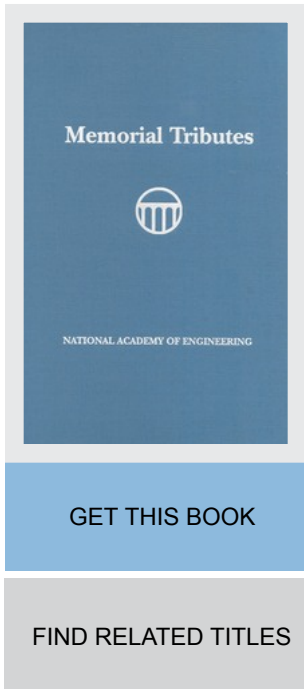 Memorial Tributes
NATIONAL ACADEMY OF ENGINEERING
GET THIS BOOK
FIND RELATED TITLES